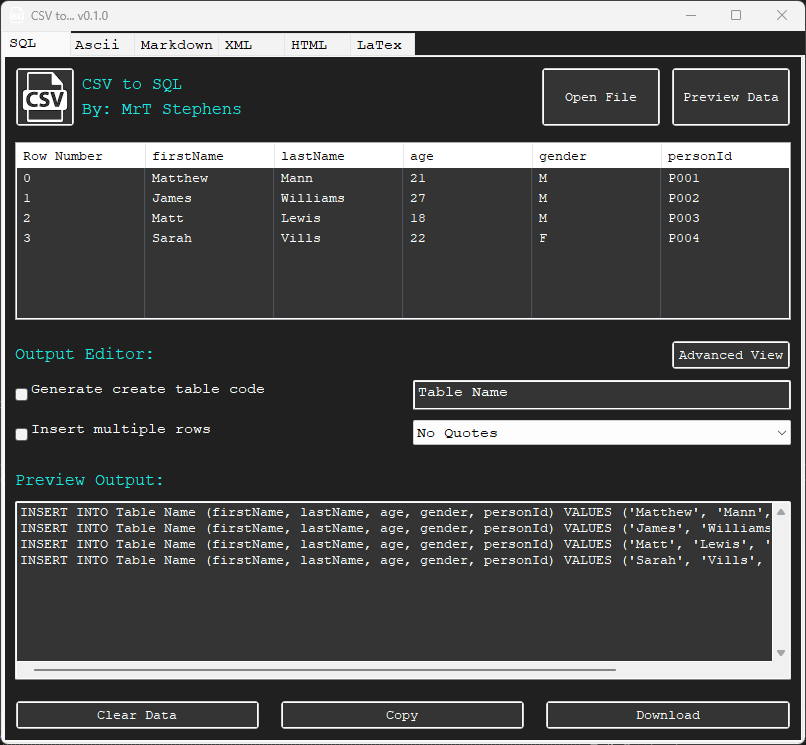 CSV to... v0.1.0
SQL Ascii Markdown XML HTML LaTex
CSV
CSV to SQL
By: MrT Stephens
Open File Preview Data
Row Number firstName lastName age gender personId
0 Matthew Mann 21 M P001
1 James Williams 27 M P002
2 Matt Lewis 18 M P003
3 Sarah Vills 22 F P004
Output Editor:
Advanced View
Generate create table code
Table Name
Insert multiple rows
No Quotes
Preview Output:
INSERT INTO Table Name (firstName, lastName, age, gender, personId) VALUES ('Matthew', 'Mann',
INSERT INTO Table Name (firstName, lastName, age, gender, personId) VALUES ('James', 'Williams
INSERT INTO Table Name (firstName, lastName, age, gender, personId) VALUES ('Matt', 'Lewis', '
INSERT INTO Table Name (firstName, lastName, age, gender, personId) VALUES ('Sarah', 'Vills',
Clear Data Copy Download